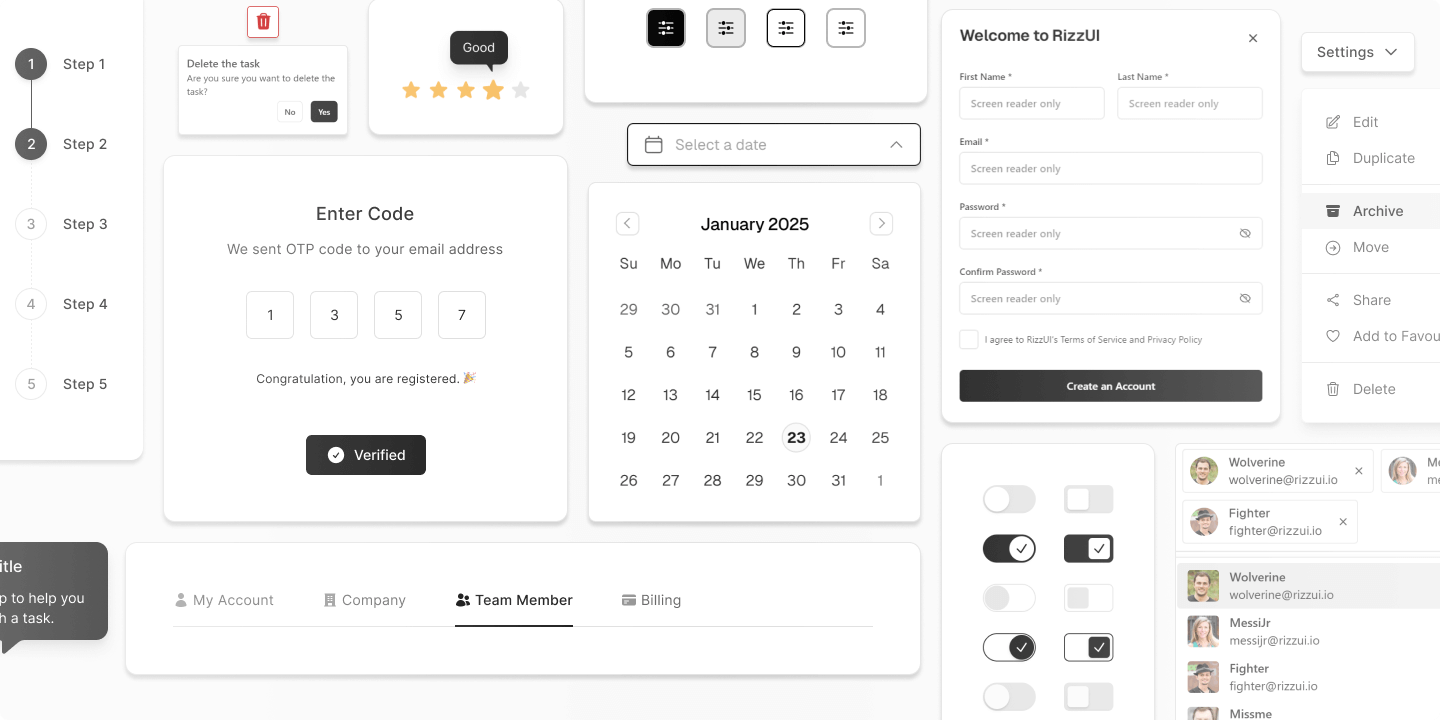 1 Step 1
2 Step 2
3 Step 3
4 Step 4
5 Step 5
Delete the task
Are you sure you want to delete the
task?
No Yes
Good
Enter Code
We sent OTP code to your email address
1 3 5 7
Congratulation, you are registered. 🎉
Verified
Select a date
January 2025
Su Mo Tu We Th Fr Sa
29 30 31 1 2 3 4
5 6 7 8 9 10 11
12 13 14 15 16 17 18
19 20 21 22 23 24 25
26 27 28 29 30 31 1
Welcome to RizzUI
First Name * Last Name *
Screen reader only Screen reader only
Email *
Screen reader only
Password *
Screen reader only
Confirm Password *
Screen reader only
I agree to RizzUI's Terms of Service and Privacy Policy
Create an Account
Settings
Edit
Duplicate
Archive
Move
Share
Add to Favou
Delete
itle
p to help you
h a task.
My Account Company Team Member Billing
Wolverine
wolverine@rizzui.io
Me
me
Fighter
fighter@rizzui.io
Wolverine
wolverine@rizzui.io
MessiJr
messijr@rizzui.io
Fighter
fighter@rizzui.io
Missme